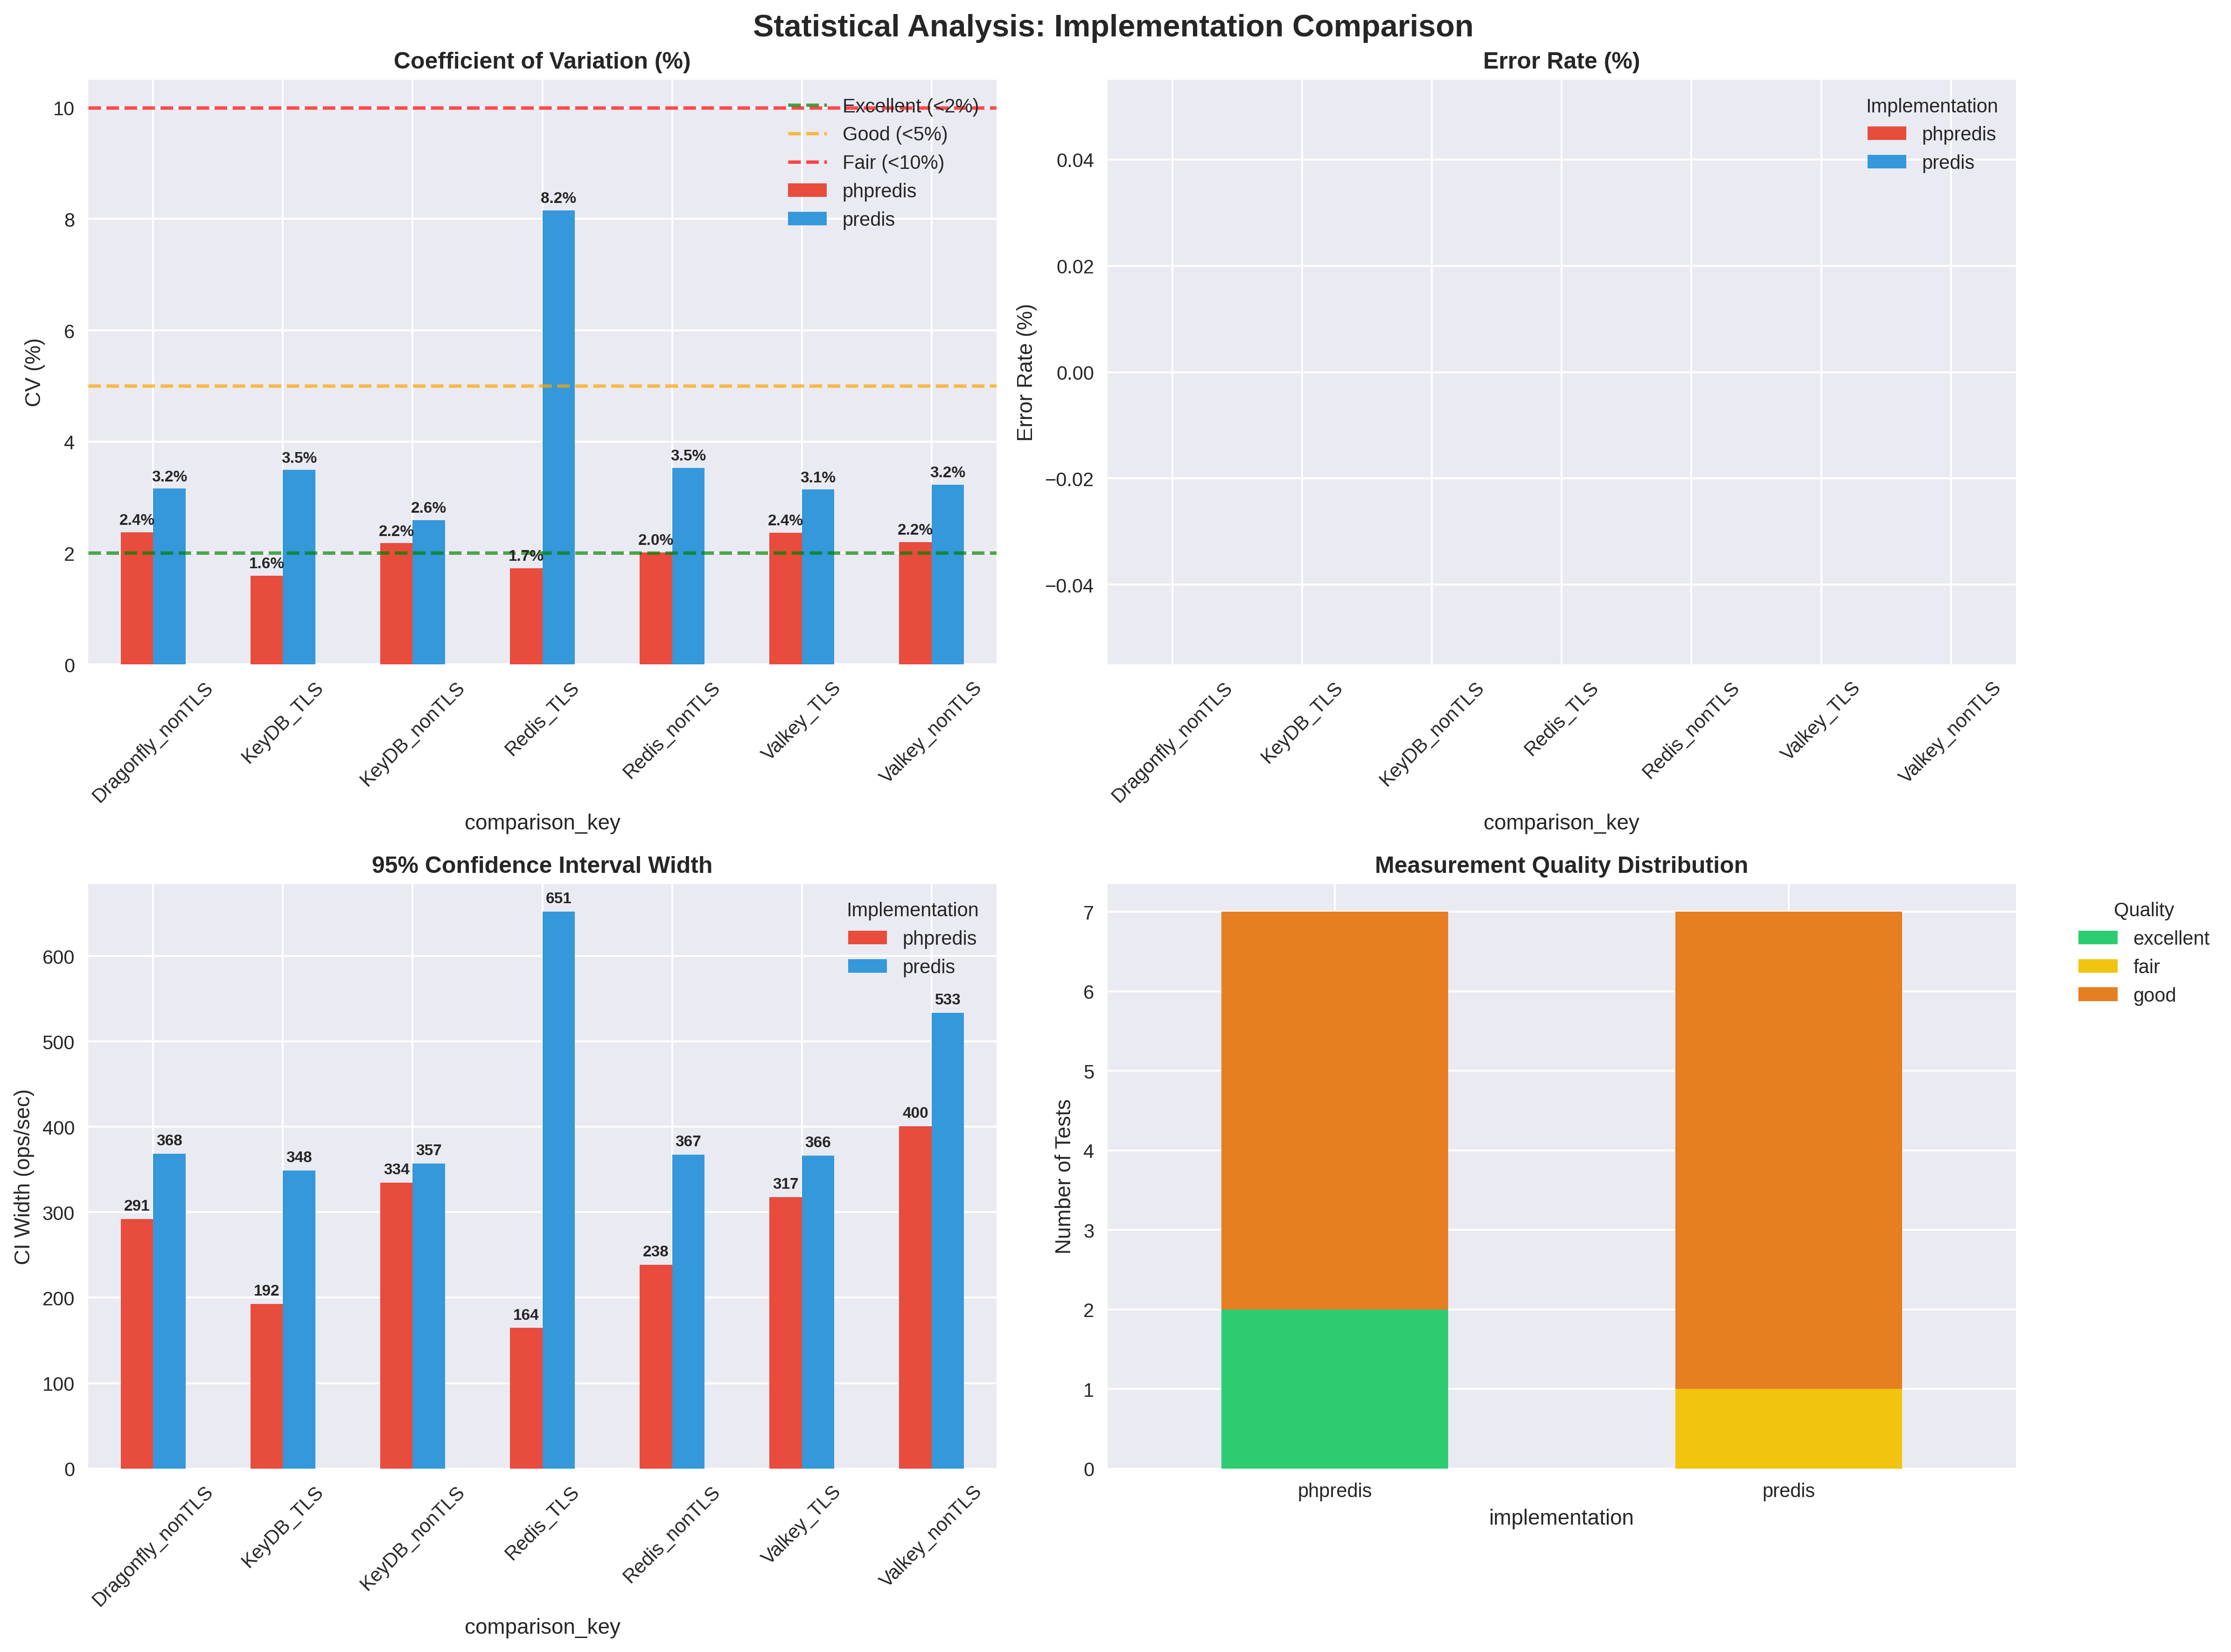 Statistical Analysis: Implementation Comparison
Coefficient of Variation (%)
CV (%)
10
8
6
4
2
0
Excellent (<2%)
Good (<5%)
Fair (<10%)
phpredis
predis
2.4%
3.2%
1.6%
3.5%
2.2%
2.6%
1.7%
8.2%
2.0%
3.5%
2.4%
3.1%
2.2%
3.2%
Dragonfly_nonTLS
KeyDB_TLS
KeyDB_nonTLS
Redis_TLS
Redis_nonTLS
Valkey_TLS
Valkey_nonTLS
comparison_key
Error Rate (%)
Error Rate (%)
0.04
0.02
0.00
−0.02
−0.04
Implementation
phpredis
predis
Dragonfly_nonTLS
KeyDB_TLS
KeyDB_nonTLS
Redis_TLS
Redis_nonTLS
Valkey_TLS
Valkey_nonTLS
comparison_key
95% Confidence Interval Width
CI Width (ops/sec)
600
500
400
300
200
100
0
Implementation
phpredis
predis
291
368
192
348
334
357
164
651
238
367
317
366
400
533
Dragonfly_nonTLS
KeyDB_TLS
KeyDB_nonTLS
Redis_TLS
Redis_nonTLS
Valkey_TLS
Valkey_nonTLS
comparison_key
Measurement Quality Distribution
Number of Tests
7
6
5
4
3
2
1
0
phpredis
predis
implementation
Quality
excellent
fair
good